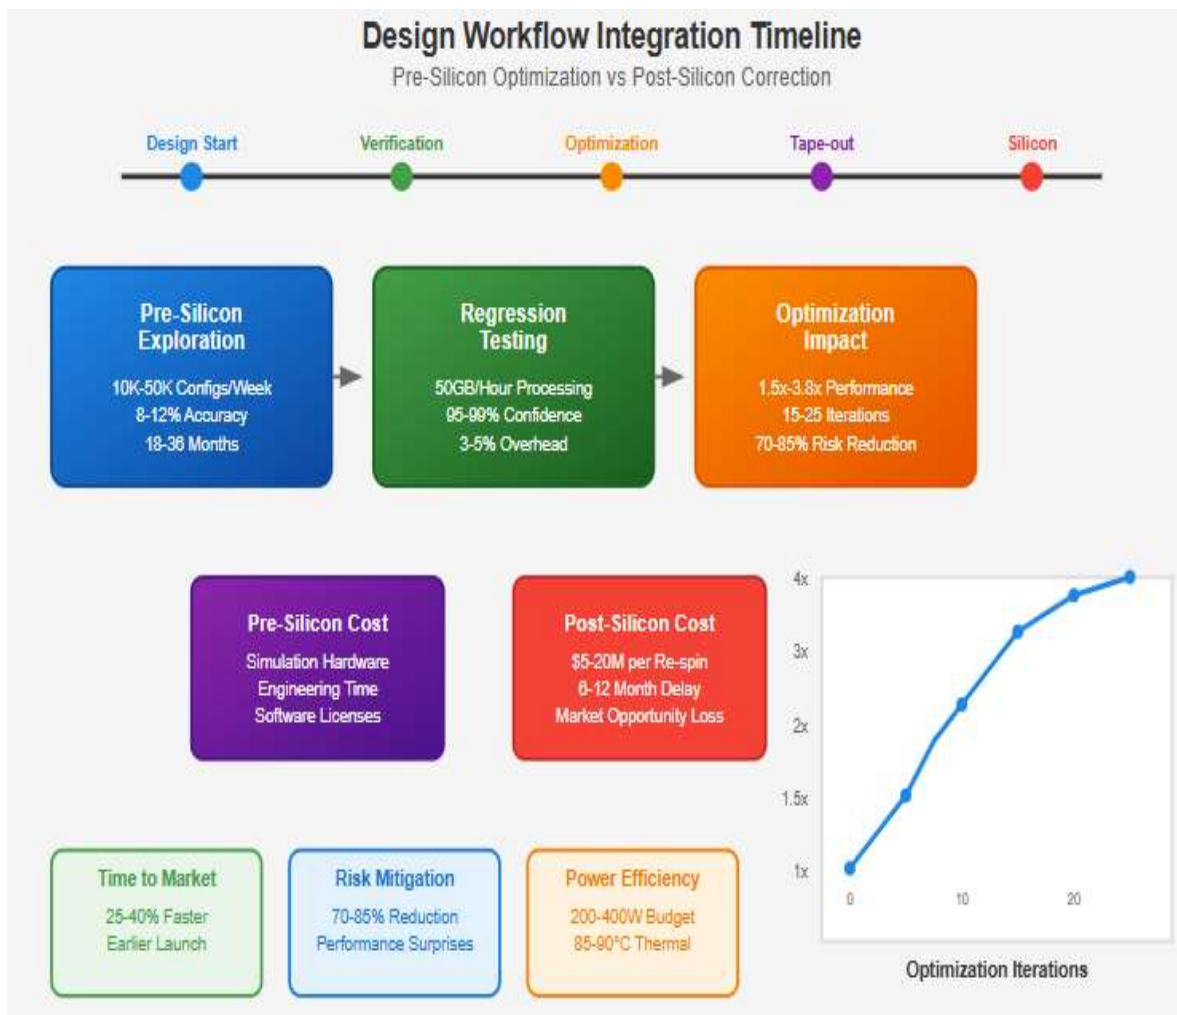 Design Workflow Integration Timeline
Pre-Silicon Optimization vs Post-Silicon Correction
Design Start
Verification
Optimization
Tape-out
Silicon
Pre-Silicon
Exploration
10K-50K Configs/Week
8-12% Accuracy
18-36 Months
Regression
Testing
50GB/Hour Processing
95-99% Confidence
3-5% Overhead
Optimization
Impact
1.5x-3.8x Performance
15-25 Iterations
70-85% Risk Reduction
Pre-Silicon Cost
Simulation Hardware
Engineering Time
Software Licenses
Post-Silicon Cost
$5-20M per Re-spin
6-12 Month Delay
Market Opportunity Loss
4x
3x
2x
1.5x
1x
0
10
20
Optimization Iterations
Time to Market
25-40% Faster
Earlier Launch
Risk Mitigation
70-85% Reduction
Performance Surprises
Power Efficiency
200-400W Budget
85-90°C Thermal